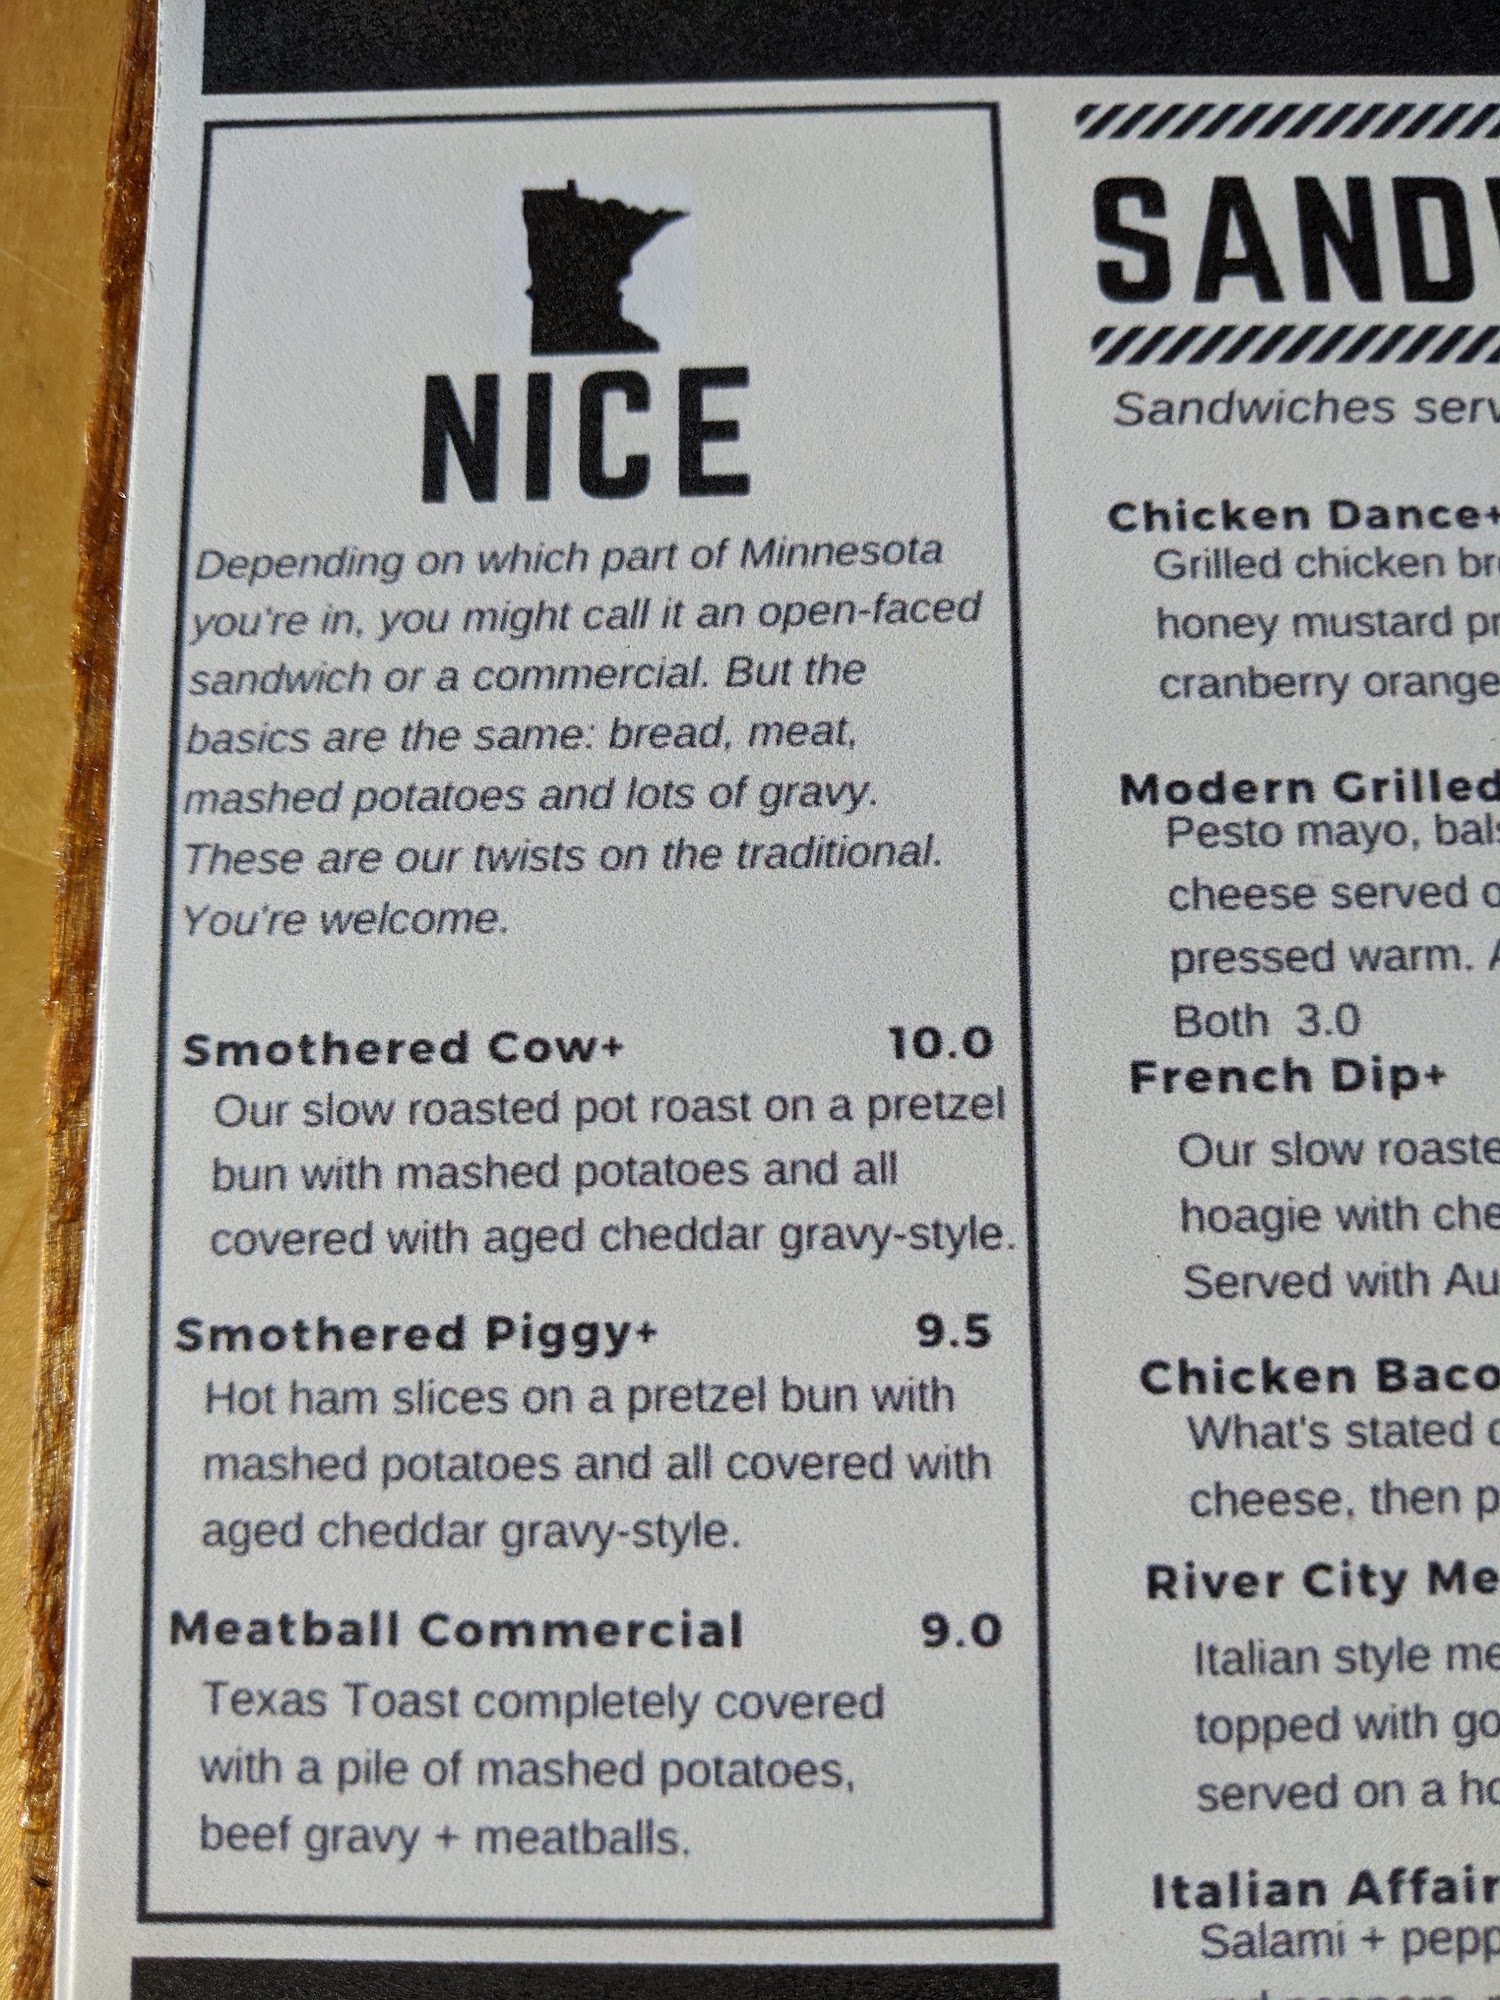 NICE
Depending on which part of Minnesota
you're in, you might call it an open-faced
sandwich or a commercial. But the
basics are the same: bread, meat,
mashed potatoes and lots of gravy.
These are our twists on the traditional.
You're welcome.
Smothered Cow+ 10.0
Our slow roasted pot roast on a pretzel
bun with mashed potatoes and all
covered with aged cheddar gravy-style.
Smothered Piggy+ 9.5
Hot ham slices on a pretzel bun with
mashed potatoes and all covered with
aged cheddar gravy-style.
Meatball Commercial 9.0
Texas Toast completely covered
with a pile of mashed potatoes,
beef gravy + meatballs.
Sandwiches
Chicken Dance+
Grilled chicken
honey mustard
cranberry orange
Modern Grilled
Pesto mayo,
cheese served
pressed warm.
Both 3.0
French Dip+
Our slow
hoagie with
Served with
Chicken
What's stated
cheese, then
River City
Italian style
topped with
served on a
Italian Affair
Salami +